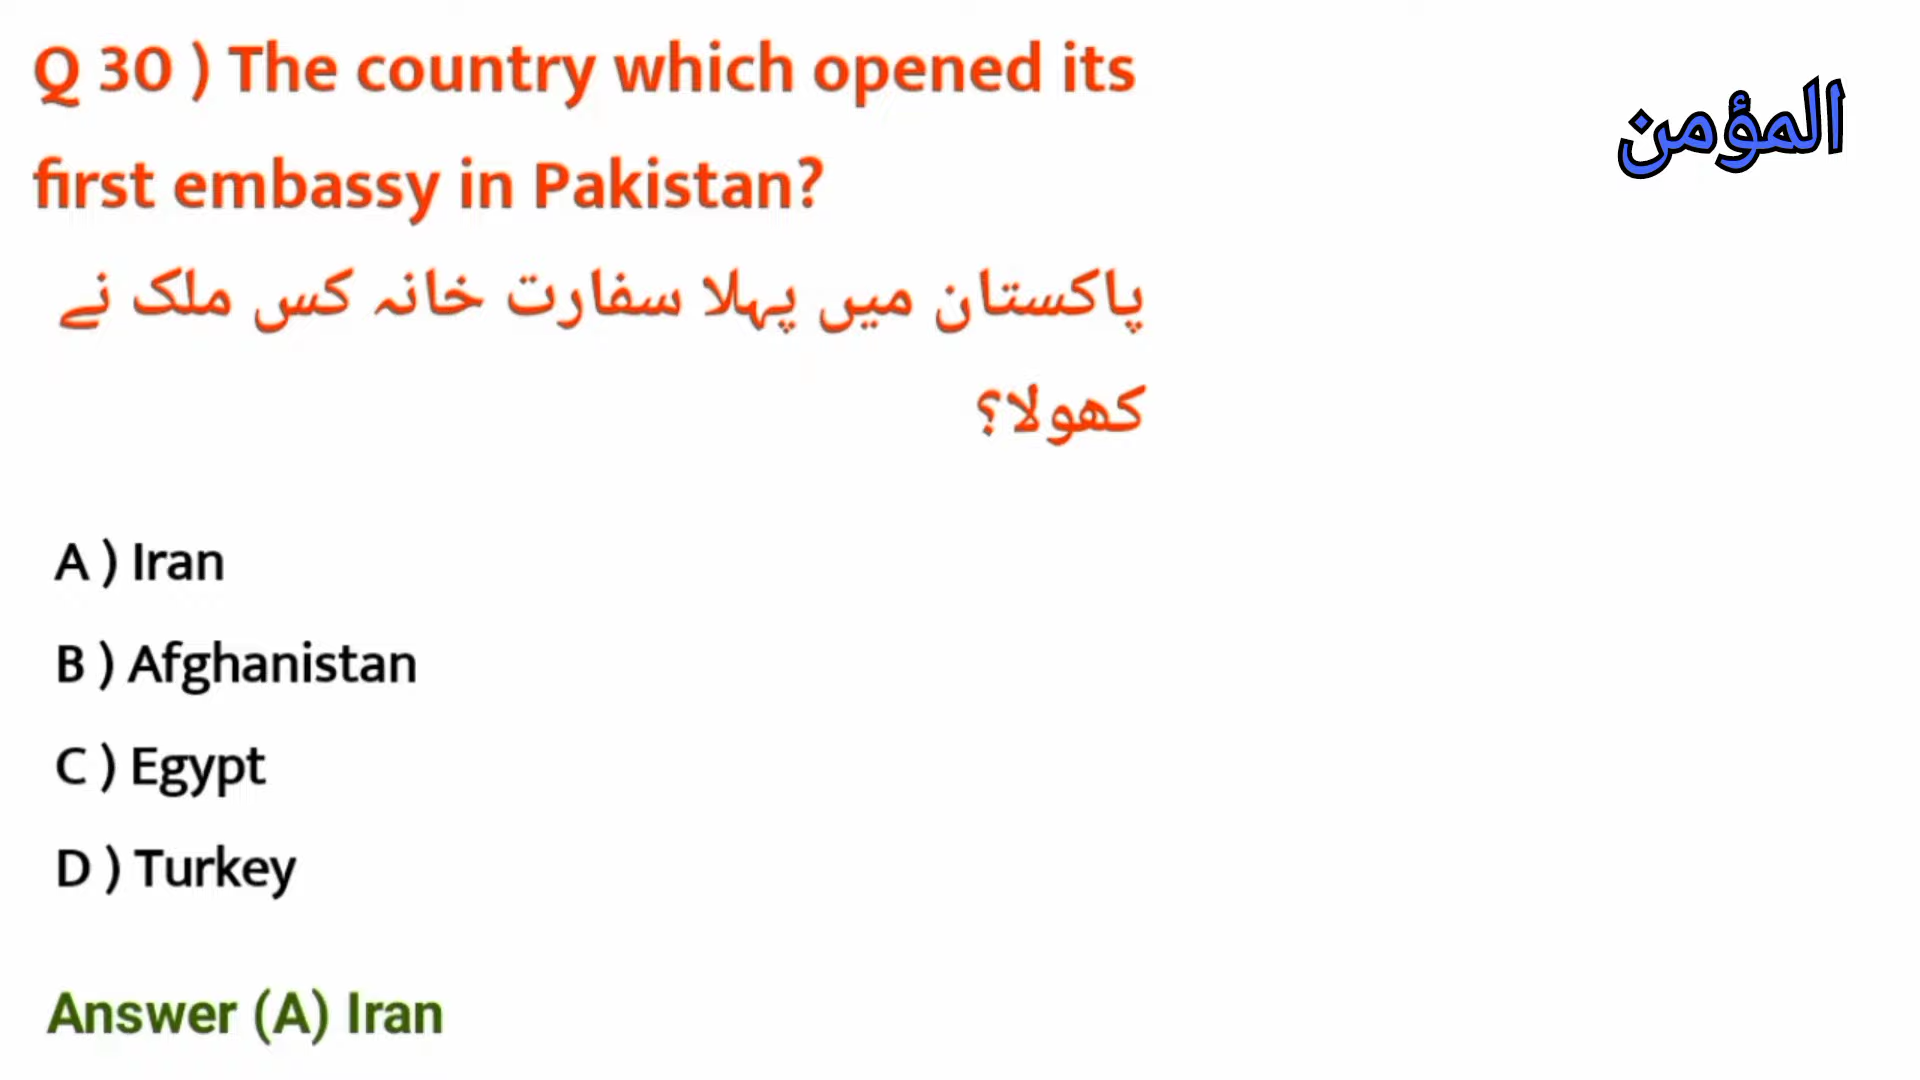 Q 30 ) The country which opened its
first embassy in Pakistan?
المؤمن
پاکستان میں پہلا سفارت خانہ کس ملک نے
کھولا؟
A ) Iran
B ) Afghanistan
C ) Egypt
D ) Turkey
Answer (A) Iran